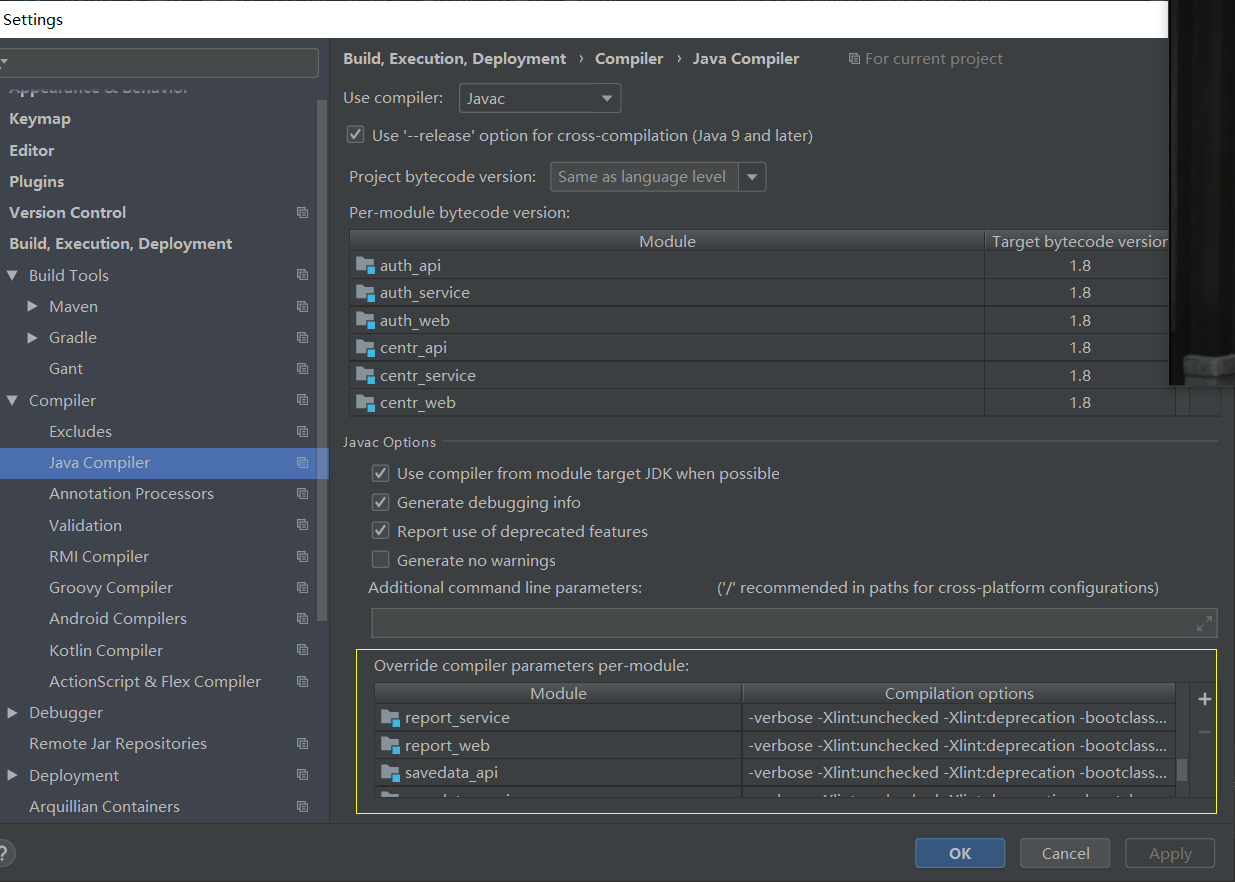 Settings
Appearance & Behavior
Keymap
Editor
Plugins
Version Control
Build, Execution, Deployment
Build Tools
Maven
Gradle
Gant
Compiler
Excludes
Java Compiler
Annotation Processors
Validation
RMI Compiler
Groovy Compiler
Android Compilers
Kotlin Compiler
ActionScript & Flex Compiler
Debugger
Remote Jar Repositories
Deployment
Arquillian Containers
?
Build, Execution, Deployment › Compiler › Java Compiler For current project
Use compiler: Javac
Use '--release' option for cross-compilation (Java 9 and later)
Project bytecode version: Same as language level
Per-module bytecode version:
Module Target bytecode version
auth_api 1.8
auth_service 1.8
auth_web 1.8
centr_api 1.8
centr_service 1.8
centr_web 1.8
Javac Options
Use compiler from module target JDK when possible
Generate debugging info
Report use of deprecated features
Generate no warnings
Additional command line parameters: ('/' recommended in paths for cross-platform configurations)
Override compiler parameters per-module:
Module Compilation options
report_service -verbose -Xlint:unchecked -Xlint:deprecation -bootclass...
report_web -verbose -Xlint:unchecked -Xlint:deprecation -bootclass...
savedata_api -verbose -Xlint:unchecked -Xlint:deprecation -bootclass...
OK Cancel Apply